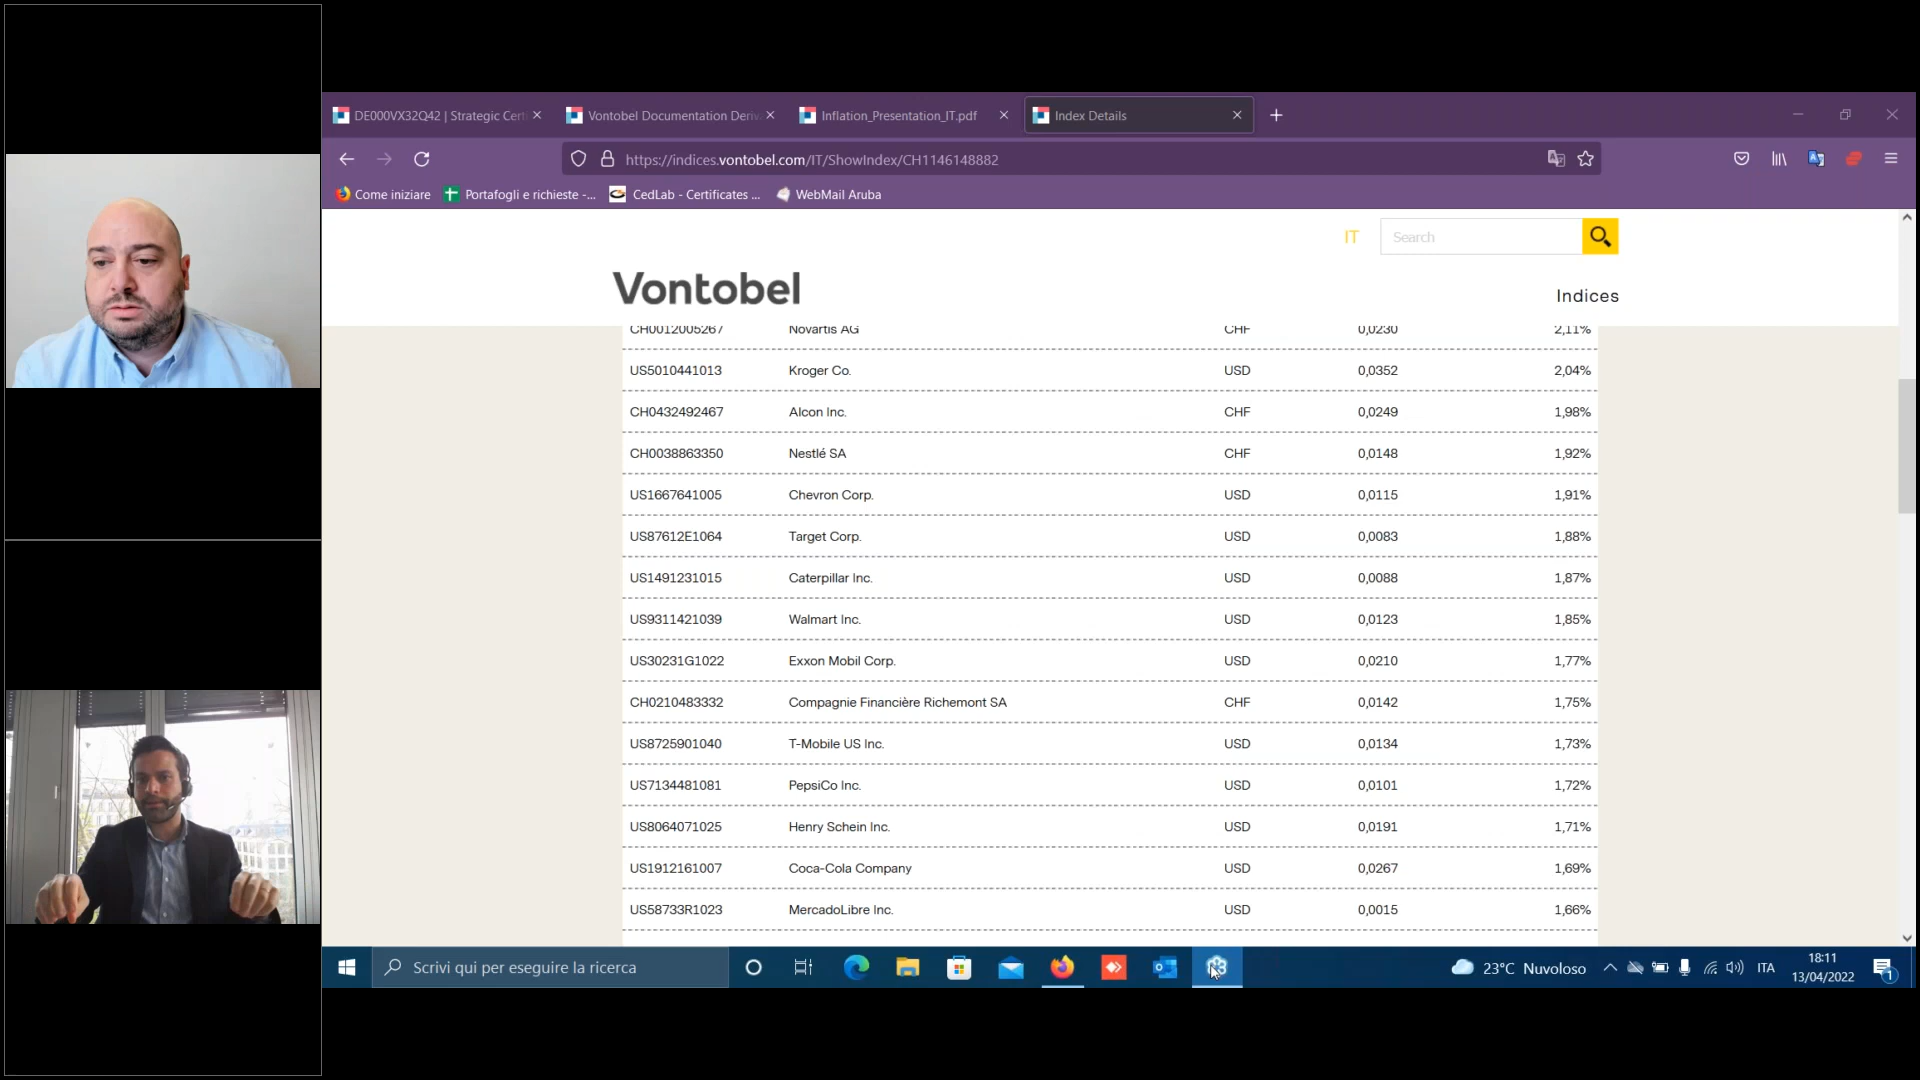 DE000VX32Q42 | Strategic Certi
Vontobel Documentation Deriv
Inflation_Presentation_IT.pdf
Index Details
https://indices.vontobel.com/IT/ShowIndex/CH1146148882
Come iniziare
Portafogli e richieste -...
CedLab - Certificates ...
WebMail Aruba
IT
Search
Vontobel
Indices
CH0012005267 Novartis AG CHF 0,0230 2,11%
US5010441013 Kroger Co. USD 0,0352 2,04%
CH0432492467 Alcon Inc. CHF 0,0249 1,98%
CH0038863350 Nestlé SA CHF 0,0148 1,92%
US1667641005 Chevron Corp. USD 0,0115 1,91%
US87612E1064 Target Corp. USD 0,0083 1,88%
US1491231015 Caterpillar Inc. USD 0,0088 1,87%
US9311421039 Walmart Inc. USD 0,0123 1,85%
US30231G1022 Exxon Mobil Corp. USD 0,0210 1,77%
CH0210483332 Compagnie Financière Richemont SA CHF 0,0142 1,75%
US8725901040 T-Mobile US Inc. USD 0,0134 1,73%
US7134481081 PepsiCo Inc. USD 0,0101 1,72%
US8064071025 Henry Schein Inc. USD 0,0191 1,71%
US1912161007 Coca-Cola Company USD 0,0267 1,69%
US58733R1023 MercadoLibre Inc. USD 0,0015 1,66%
Scrivi qui per eseguire la ricerca
23°C Nuvoloso
ITA
18:11
13/04/2022
1